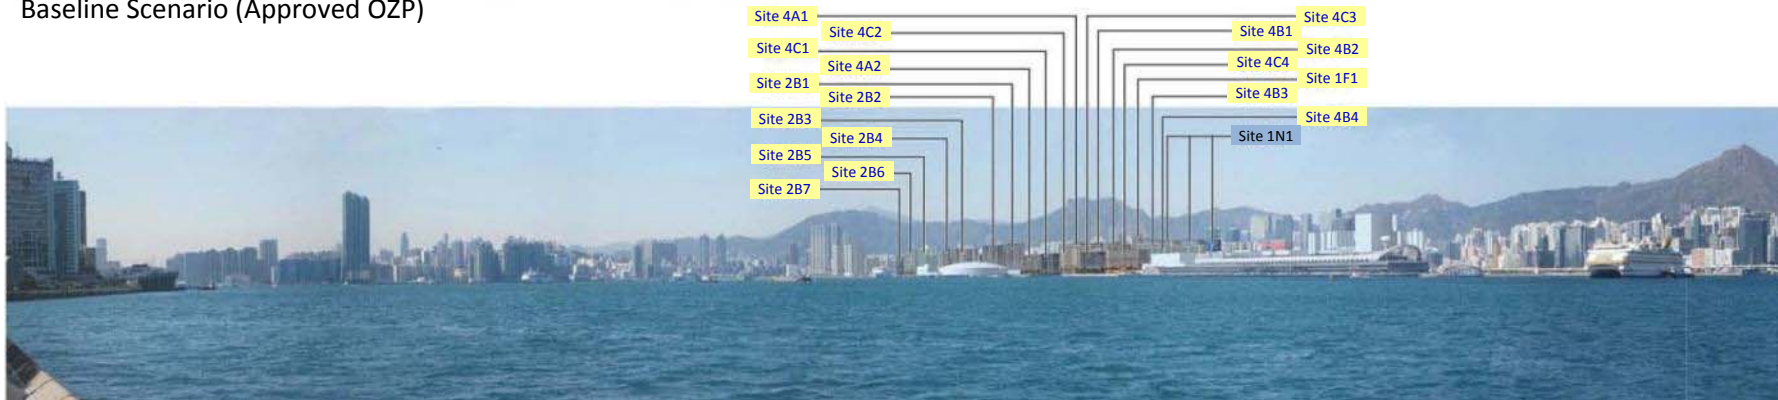 Baseline Scenario (Approved OZP)
Site 4A1
Site 4C2
Site 4C1
Site 4A2
Site 2B1
Site 2B2
Site 2B3
Site 2B4
Site 2B5
Site 2B6
Site 2B7
Site 4C3
Site 4B1
Site 4B2
Site 4C4
Site 1F1
Site 4B3
Site 4B4
Site 1N1